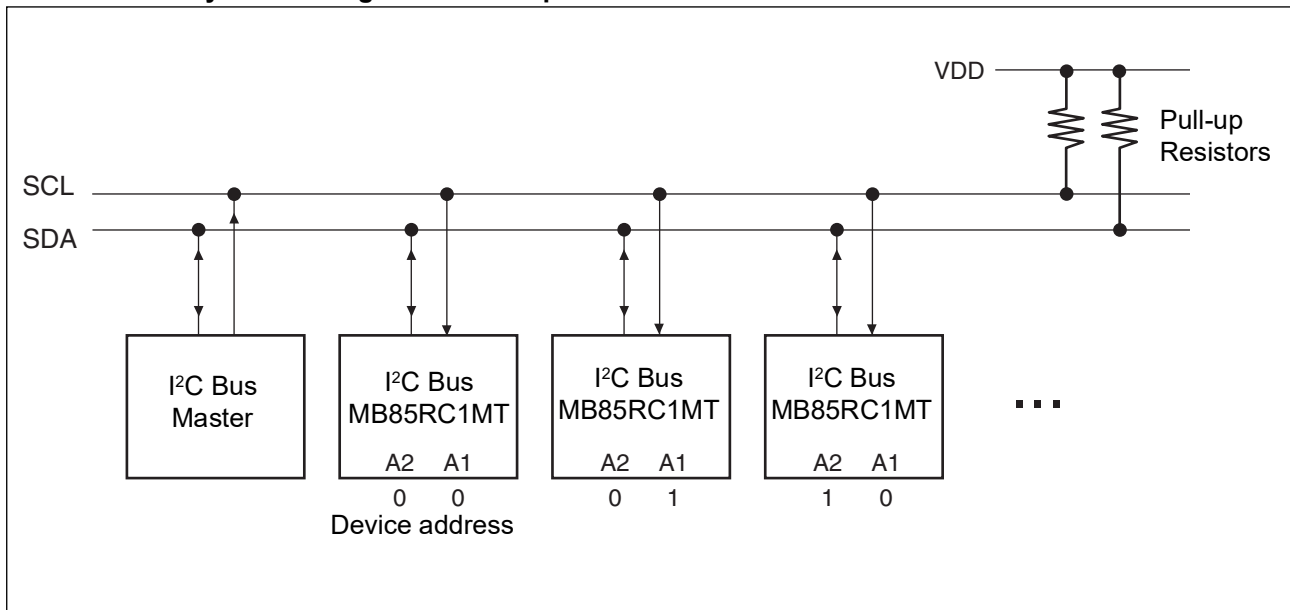 VDD
Pull-up
Resistors
SCL
SDA
I²C Bus
Master
I²C Bus
MB85RC1MT
A2 A1
0 0
Device address
I²C Bus
MB85RC1MT
A2 A1
0 1
I²C Bus
MB85RC1MT
A2 A1
1 0
...